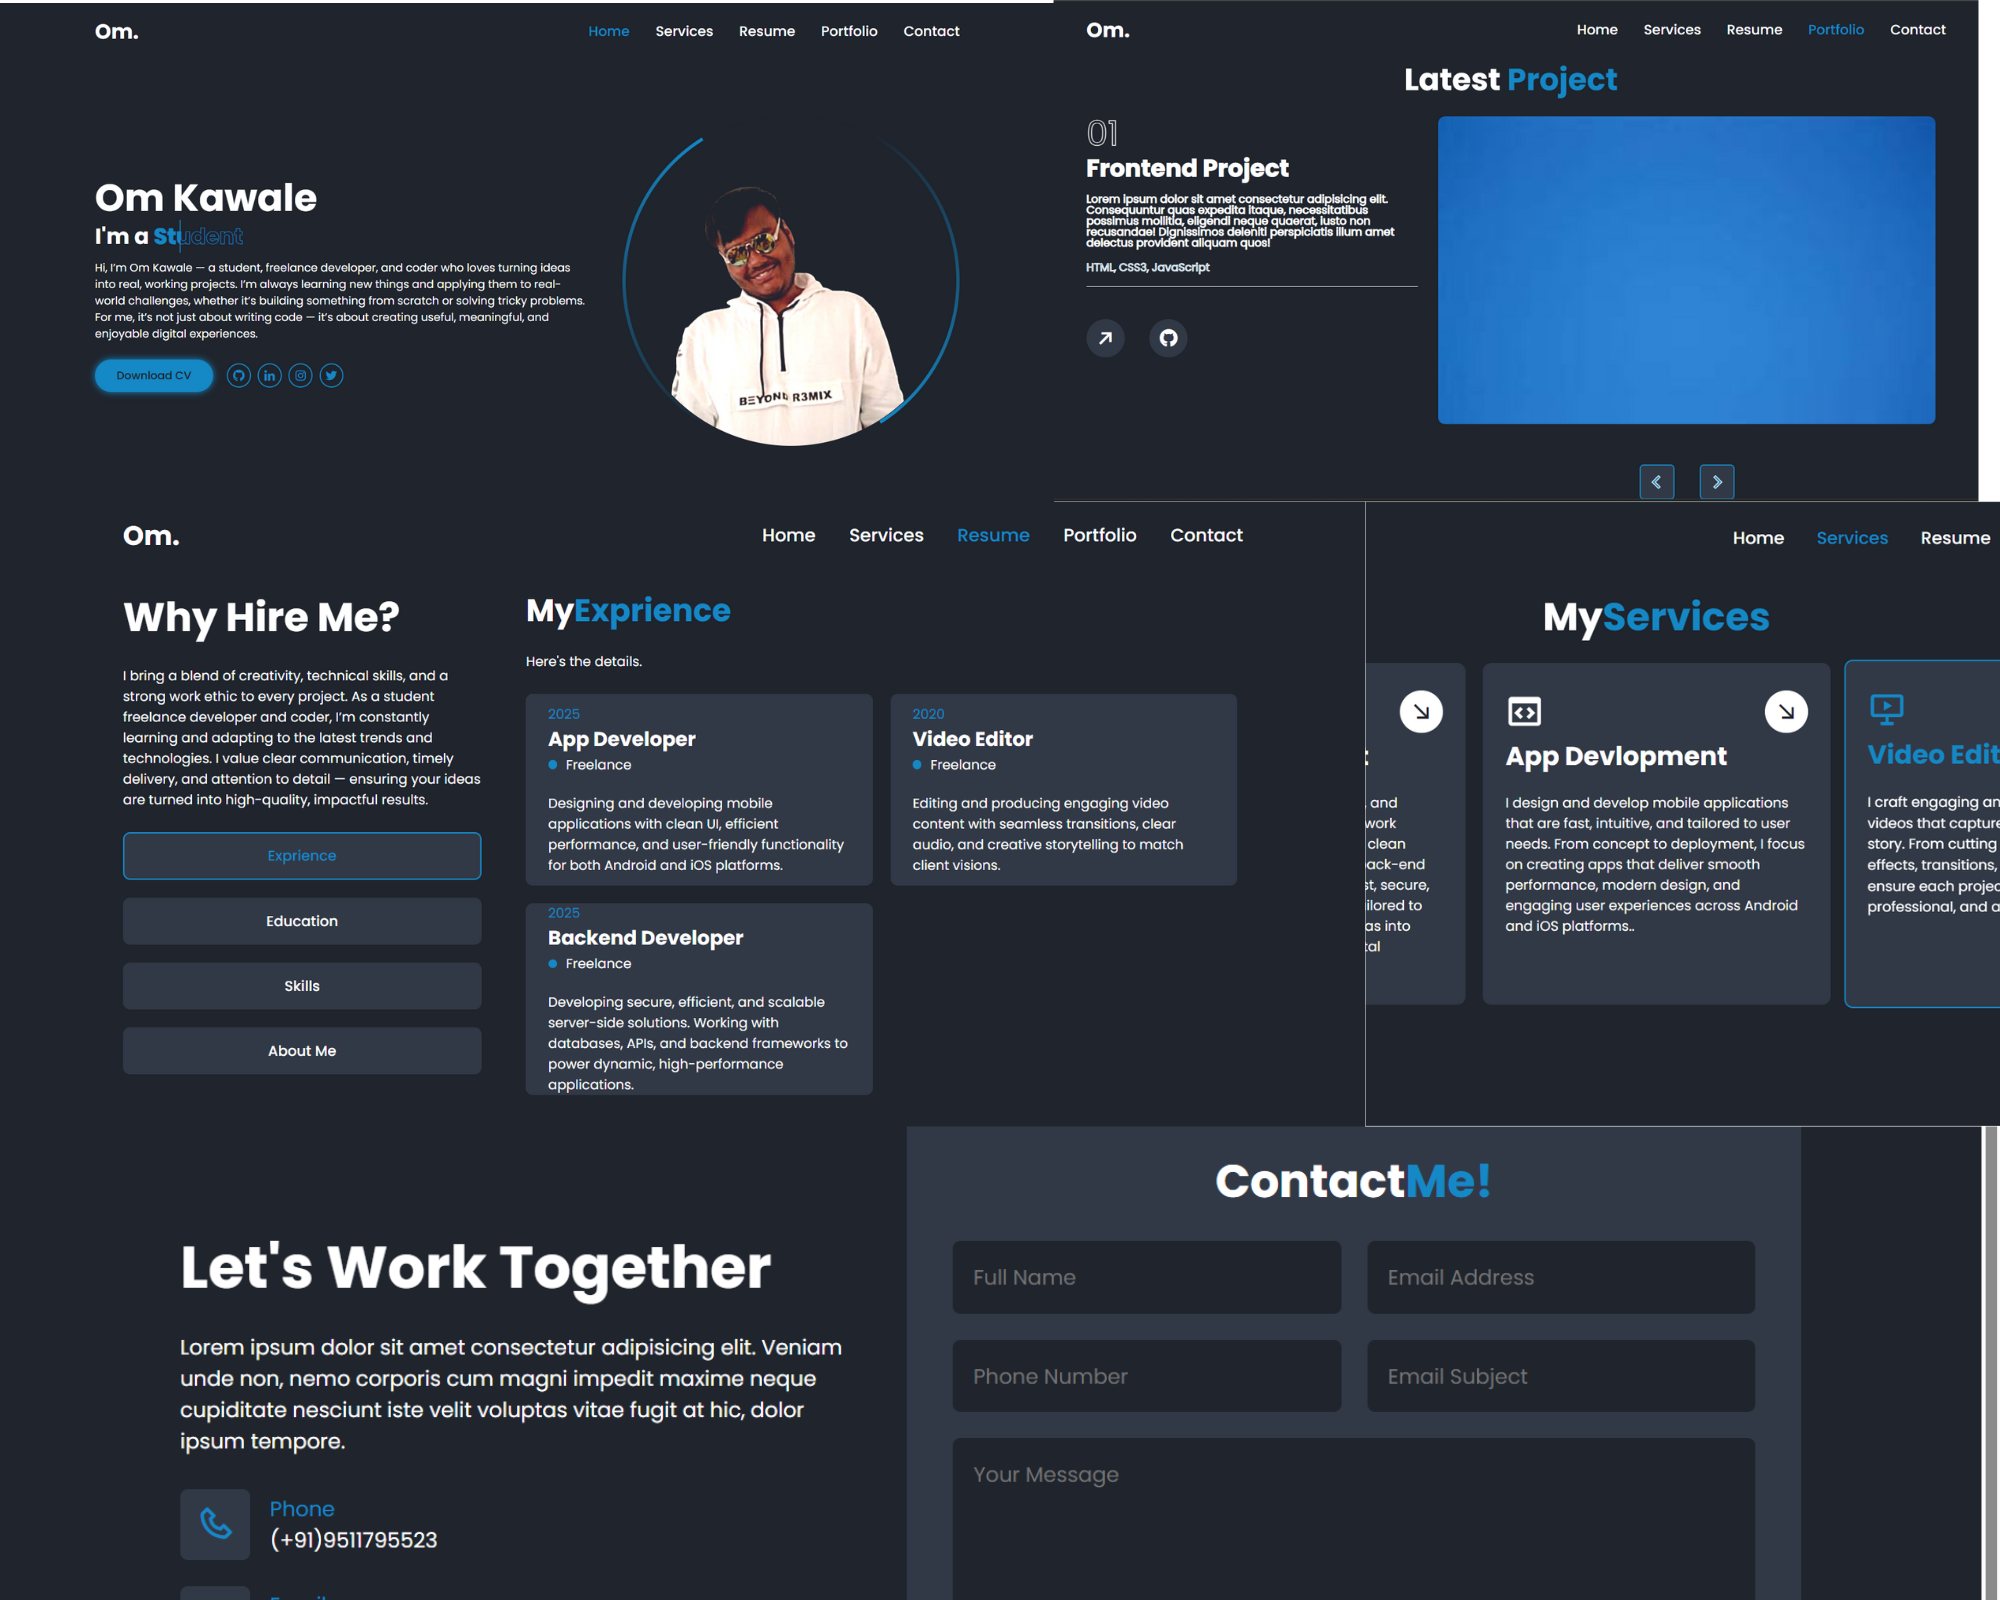 Om.
Home Services Resume Portfolio Contact
Om Kawale
I'm a Student
Hi, I'm Om Kawale — a student, freelance developer, and coder who loves turning ideas
into real, working projects. I'm always learning new things and applying them to real-
world challenges, whether it's building something from scratch or solving tricky problems.
For me, it's not just about writing code — it's about creating useful, meaningful, and
enjoyable digital experiences.
Download CV
BEYOND R3MIX
Om.
Home Services Resume Portfolio Contact
Latest Project
01
Frontend Project
Lorem ipsum dolor sit amet consectetur adipisicing elit.
Consequuntur quas expedita itaque, necessitatibus
possimus mollitia, eligendi neque quaerat, iusto non
recusandae! Dignissimos deleniti perspiciatis illum amet
delectus provident aliquam quos!
HTML, CSS3, JavaScript
Om.
Home Services Resume Portfolio Contact
Why Hire Me?
I bring a blend of creativity, technical skills, and a
strong work ethic to every project. As a student
freelance developer and coder, I'm constantly
learning and adapting to the latest trends and
technologies. I value clear communication, timely
delivery, and attention to detail — ensuring your ideas
are turned into high-quality, impactful results.
Exprience
Education
Skills
About Me
MyExprience
Here's the details.
2025
App Developer
Freelance
Designing and developing mobile
applications with clean UI, efficient
performance, and user-friendly functionality
for both Android and iOS platforms.
2020
Video Editor
Freelance
Editing and producing engaging video
content with seamless transitions, clear
audio, and creative storytelling to match
client visions.
2025
Backend Developer
Freelance
Developing secure, efficient, and scalable
server-side solutions. Working with
databases, APIs, and backend frameworks to
power dynamic, high-performance
applications.
Home Services Resume
MyServices
, and
work
clean
ack-end
st, secure,
ilored to
as into
tal
App Devlopment
I design and develop mobile applications
that are fast, intuitive, and tailored to user
needs. From concept to deployment, I focus
on creating apps that deliver smooth
performance, modern design, and
engaging user experiences across Android
and iOS platforms..
Video Edit
I craft engaging an
videos that capture
story. From cutting
effects, transitions,
ensure each projec
professional, and a
Let's Work Together
Lorem ipsum dolor sit amet consectetur adipisicing elit. Veniam
unde non, nemo corporis cum magni impedit maxime neque
cupiditate nesciunt iste velit voluptas vitae fugit at hic, dolor
ipsum tempore.
Phone
(+91)9511795523
ContactMe!
Full Name
Email Address
Phone Number
Email Subject
Your Message